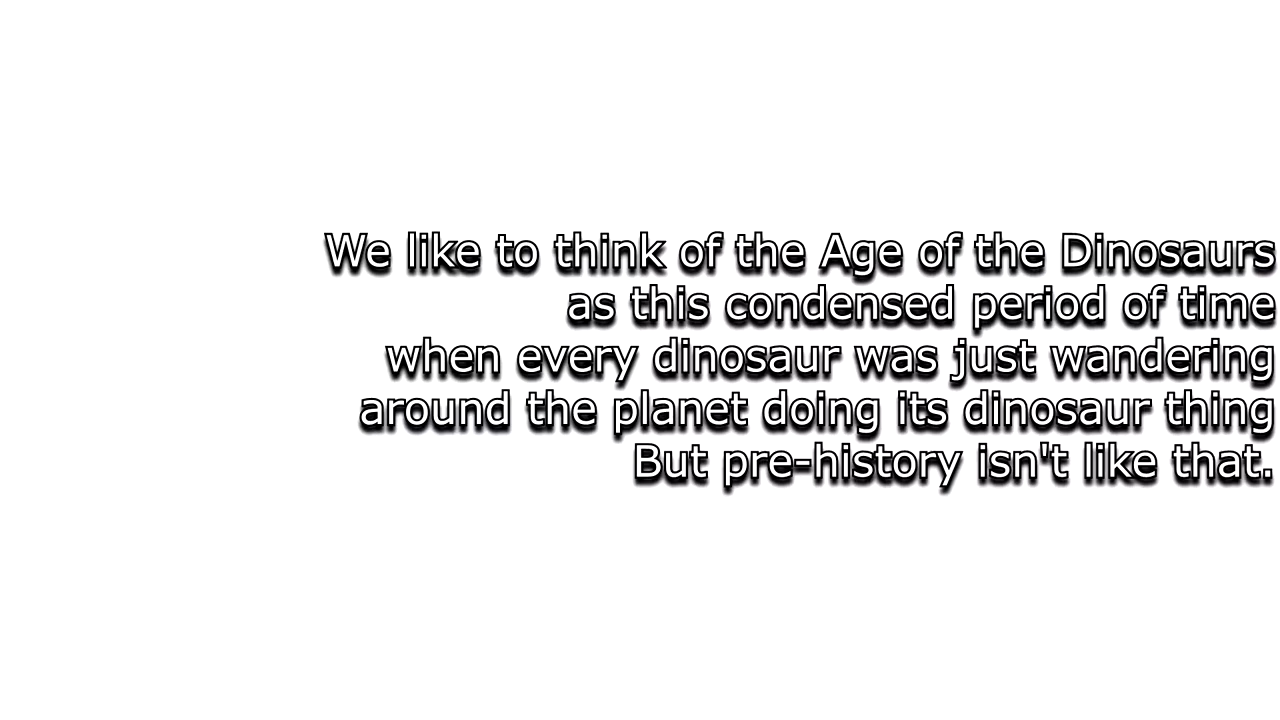 We like to think of the Age of the Dinosaurs
as this condensed period of time
when every dinosaur was just wandering
around the planet doing its dinosaur thing
But pre-history isn't like that.